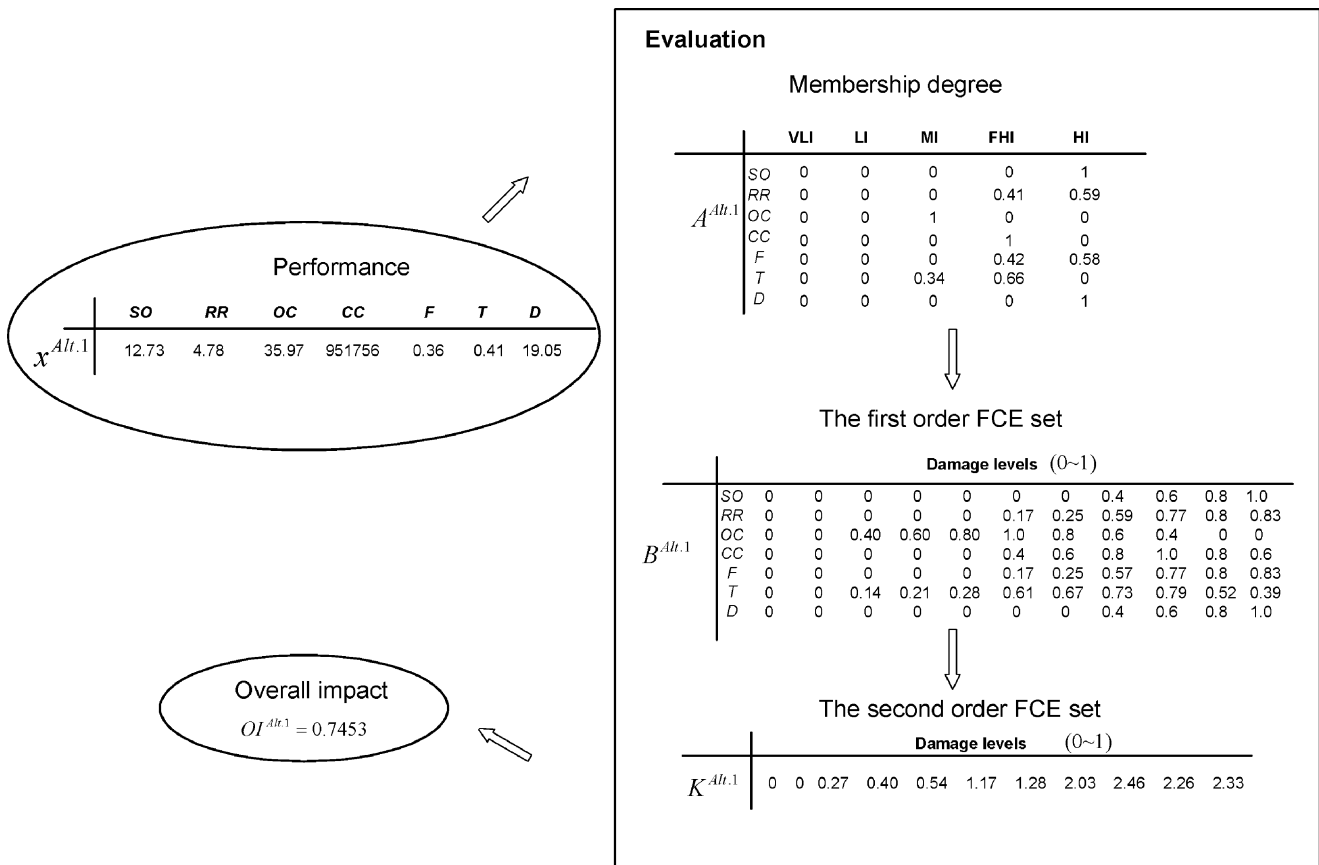 Performance
SO RR OC CC F T D
x^Alt.1 12.73 4.78 35.97 951756 0.36 0.41 19.05
Overall impact
OI^Alt.1 = 0.7453
Evaluation
Membership degree
VLI LI MI FHI HI
SO 0 0 0 0 1
RR 0 0 0 0.41 0.59
A^Alt.1
OC 0 0 1 0 0
CC 0 0 0 1 0
F 0 0 0 0.42 0.58
T 0 0 0.34 0.66 0
D 0 0 0 0 1
The first order FCE set
Damage levels (0~1)
SO 0 0 0 0 0 0 0 0.4 0.6 0.8 1.0
RR 0 0 0 0 0 0.17 0.25 0.59 0.77 0.8 0.83
OC 0 0 0.40 0.60 0.80 1.0 0.8 0.6 0.4 0 0
B^Alt.1
CC 0 0 0 0 0 0.4 0.6 0.8 1.0 0.8 0.6
F 0 0 0 0 0 0.17 0.25 0.57 0.77 0.8 0.83
T 0 0 0.14 0.21 0.28 0.61 0.67 0.73 0.79 0.52 0.39
D 0 0 0 0 0 0 0 0.4 0.6 0.8 1.0
The second order FCE set
Damage levels (0~1)
K^Alt.1 0 0 0.27 0.40 0.54 1.17 1.28 2.03 2.46 2.26 2.33